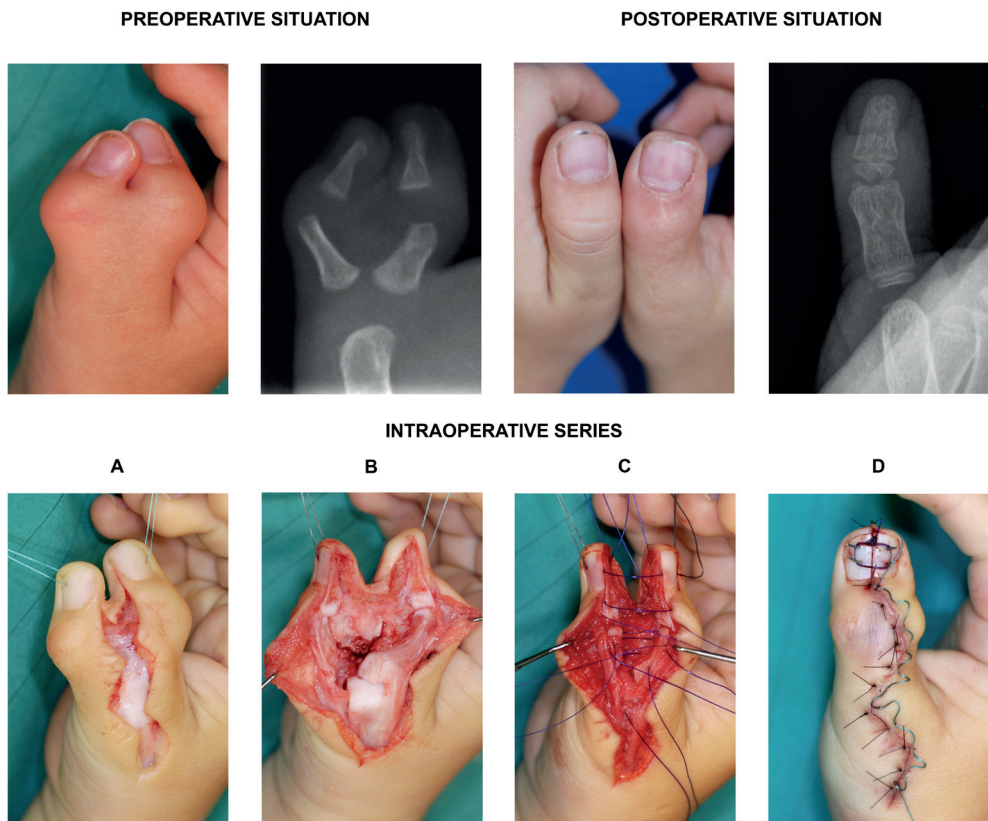 PREOPERATIVE SITUATION
POSTOPERATIVE SITUATION
INTRAOPERATIVE SERIES
A
B
C
D